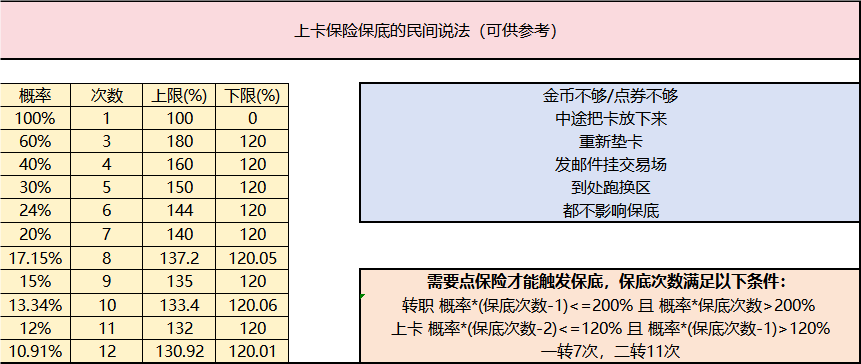 上卡保险保底的民间说法（可供参考）
概率 次数 上限(%) 下限(%)
100% 1 100 0
60% 3 180 120
40% 4 160 120
30% 5 150 120
24% 6 144 120
20% 7 140 120
17.15% 8 137.2 120.05
15% 9 135 120
13.34% 10 133.4 120.06
12% 11 132 120
10.91% 12 130.92 120.01
金币不够/点券不够
中途把卡放下来
重新垫卡
发邮件挂交易场
到处跑换区
都不影响保底
需要点保险才能触发保底，保底次数满足以下条件：
转职 概率*(保底次数-1)<=200% 且 概率*保底次数>200%
上卡 概率*(保底次数-2)<=120% 且 概率*(保底次数-1)>120%
一转7次，二转11次